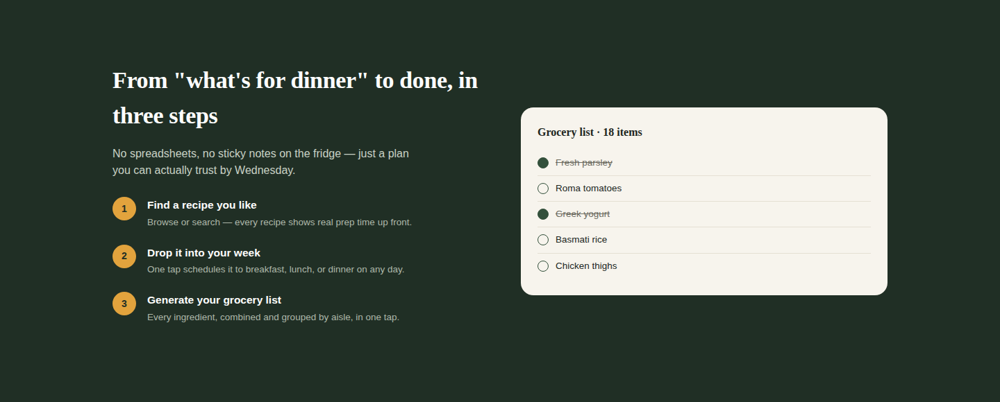 From "what's for dinner" to done, in
three steps
No spreadsheets, no sticky notes on the fridge — just a plan
you can actually trust by Wednesday.
1
Find a recipe you like
Browse or search — every recipe shows real prep time up front.
2
Drop it into your week
One tap schedules it to breakfast, lunch, or dinner on any day.
3
Generate your grocery list
Every ingredient, combined and grouped by aisle, in one tap.
Grocery list · 18 items
Fresh parsley
Roma tomatoes
Greek yogurt
Basmati rice
Chicken thighs